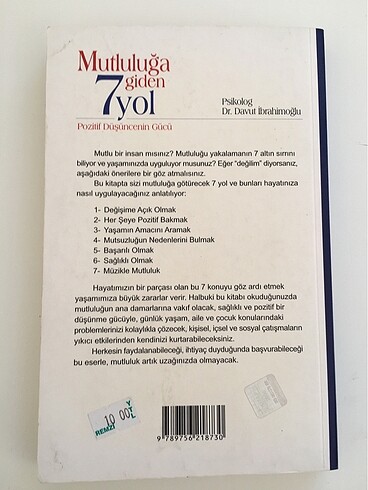 Mutluluğa
giden
7 yol
Pozitif Düşüncenin Gücü
Psikolog
Dr. Davut İbrahimoğlu
Mutlu bir insan mısınız? Mutluluğu yakalamanın 7 altın sırrını
biliyor ve yaşamınızda uyguluyor musunuz? Eğer "değilim" diyorsanız,
aşağıdaki önerilere bir göz atmalısınız.
Bu kitapta sizi mutluluğa götürecek 7 yol ve bunları hayatınıza
nasıl uygulayacağınız anlatılıyor:
1- Değişime Açık Olmak
2- Her Şeye Pozitif Bakmak
3- Yaşamın Amacını Aramak
4- Mutsuzluğun Nedenlerini Bulmak
5- Başarılı Olmak
6- Sağlıklı Olmak
7- Müzikle Mutluluk
Hayatımızın bir parçası olan bu 7 konuyu göz ardı etmek
yaşamımıza büyük zararlar verir. Halbuki bu kitabı okuduğunuzda
mutluluğun ana damarlarına vakıf olacak, sağlıklı ve pozitif bir
düşünme gücüyle, günlük yaşam, aile ve çocuk konularındaki
problemlerinizi kolaylıkla çözecek, kişisel, içsel ve sosyal çatışmaların
yıkıcı etkilerinden kendinizi kurtarabileceksiniz.
Herkesin faydalanabileceği, ihtiyaç duyduğunda başvurabileceği
bu eserle, mutluluk artık uzağınızda olmayacak.
10 00
YTL
REMZİ
9 789756 218730